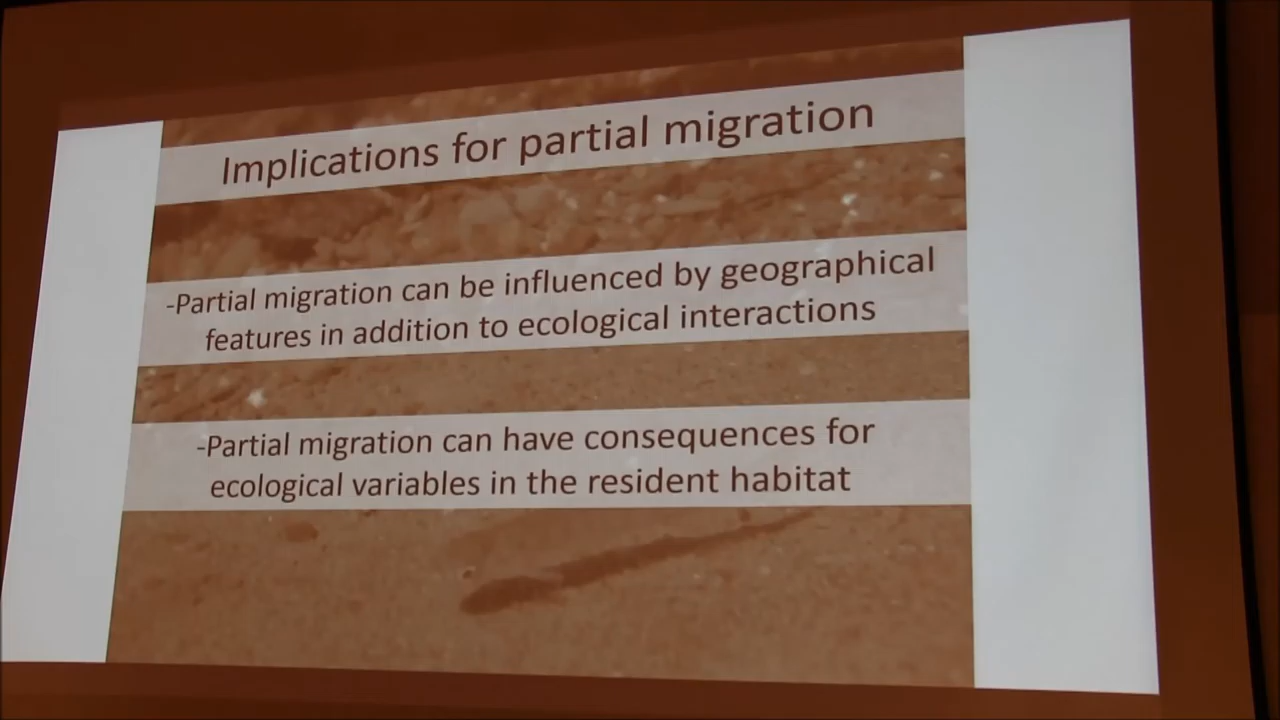 Implications for partial migration
-Partial migration can be influenced by geographical
features in addition to ecological interactions
-Partial migration can have consequences for
ecological variables in the resident habitat